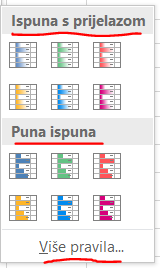 Ispuna s prijelazom
Puna ispuna
Više pravila...